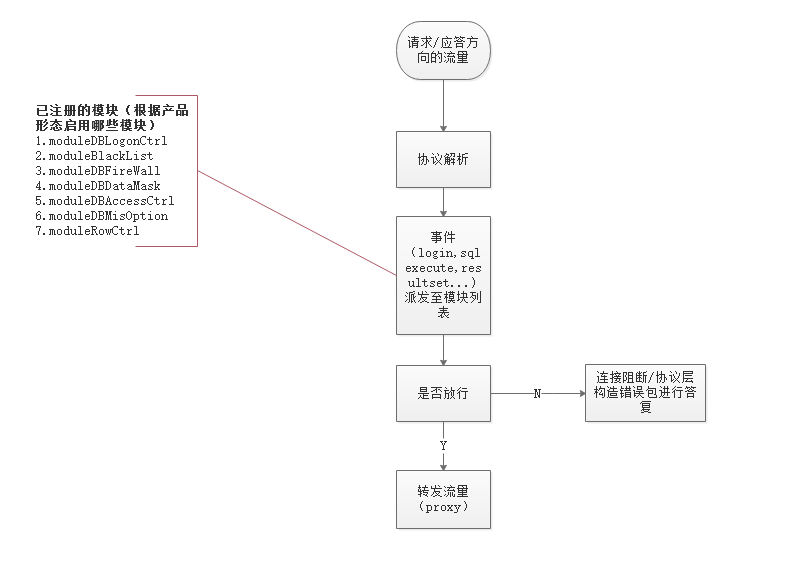 请求/应答方
向的流量
已注册的模块（根据产品
形态启用哪些模块）
1.moduleDBLogonCtrl
2.moduleBlackList
3.moduleDBFireWall
4.moduleDBDataMask
5.moduleDBAccessCtrl
6.moduleDBMisOption
7.moduleRowCtrl
协议解析
事件
（login,sql
execute,res
ultset...）
派发至模块列
表
是否放行
N
连接阻断/协议层
构造错误包进行答
复
Y
转发流量
（proxy）